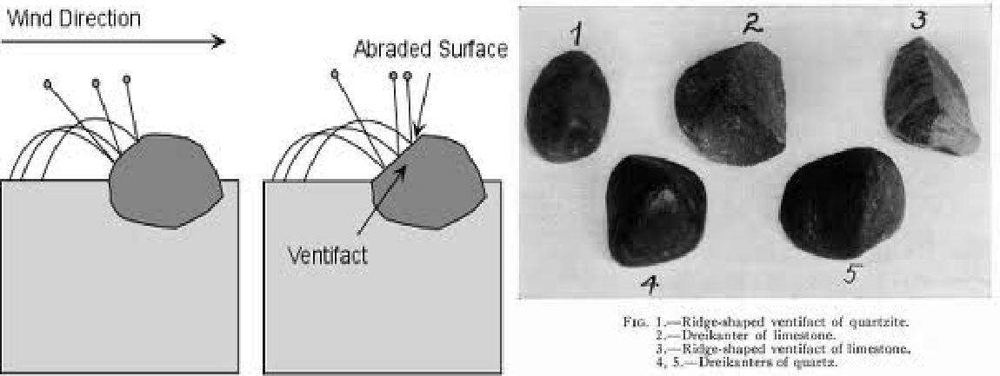 Wind Direction
Abraded Surface
Ventifact
1
2
3
4
5
FIG. 1.—Ridge-shaped ventifact of quartzite.
2.—Dreikanter of limestone.
3.—Ridge-shaped ventifact of limestone.
4, 5.—Dreikanters of quartz.